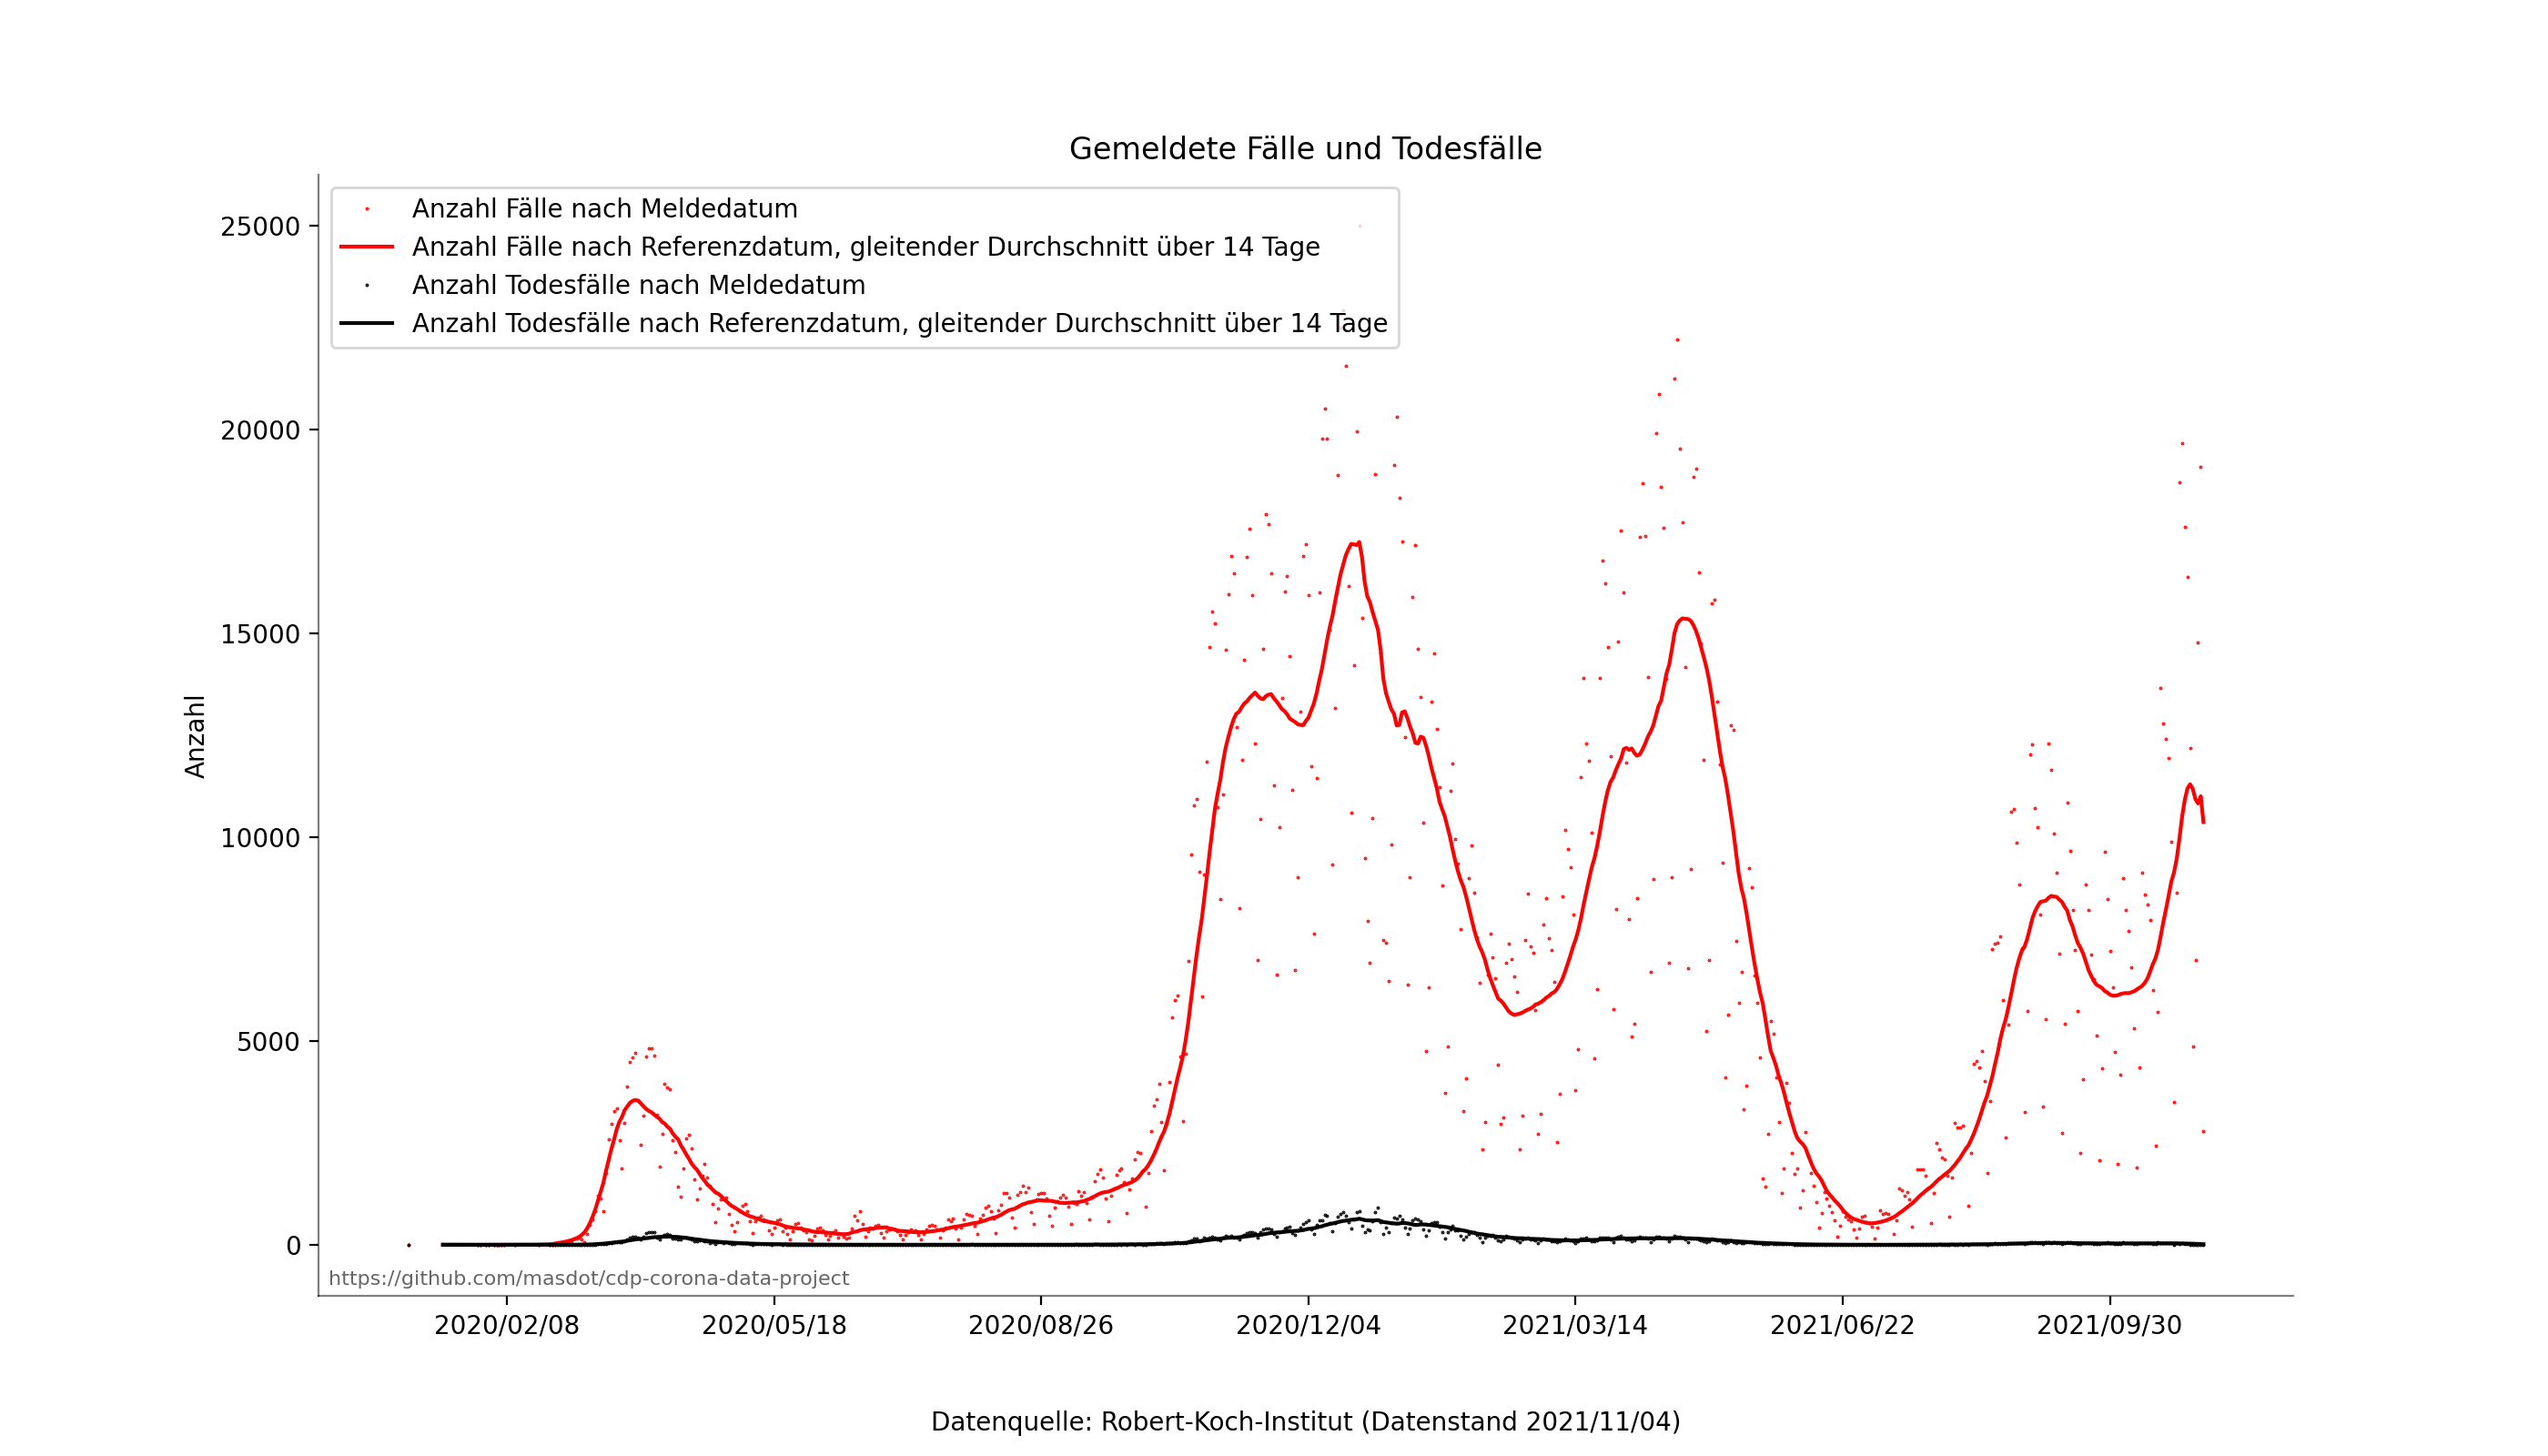 Gemeldete Fälle und Todesfälle
Anzahl Fälle nach Meldedatum
Anzahl Fälle nach Referenzdatum, gleitender Durchschnitt über 14 Tage
Anzahl Todesfälle nach Meldedatum
Anzahl Todesfälle nach Referenzdatum, gleitender Durchschnitt über 14 Tage
25000
20000
15000
10000
5000
0
Anzahl
https://github.com/masdot/cdp-corona-data-project
2020/02/08 2020/05/18 2020/08/26 2020/12/04 2021/03/14 2021/06/22 2021/09/30
Datenquelle: Robert-Koch-Institut (Datenstand 2021/11/04)